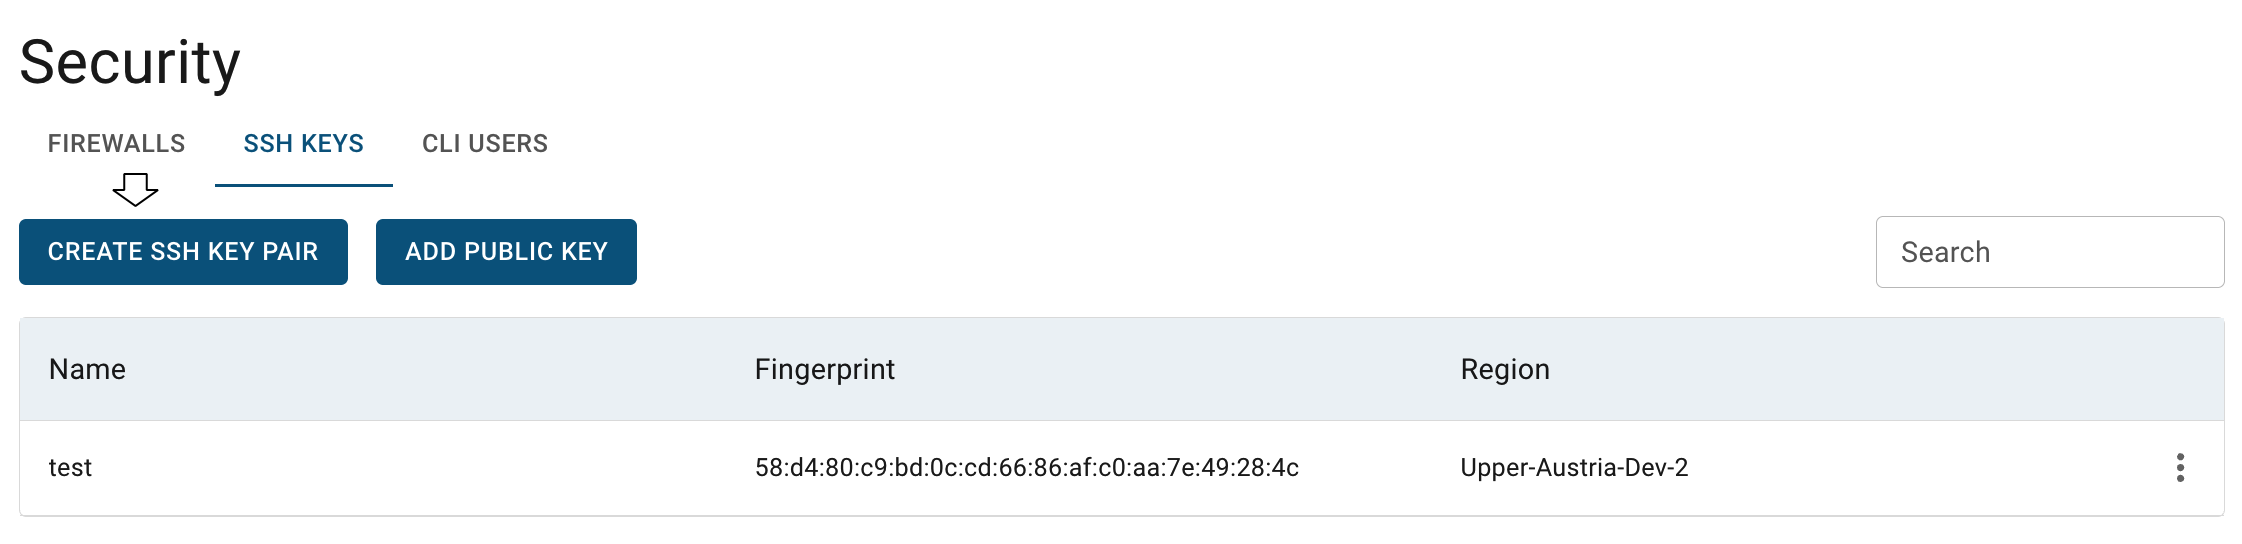 Security
FIREWALLS SSH KEYS CLI USERS
CREATE SSH KEY PAIR ADD PUBLIC KEY Search
Name Fingerprint Region
test 58:d4:80:c9:bd:0c:cd:66:86:af:c0:aa:7e:49:28:4c Upper-Austria-Dev-2